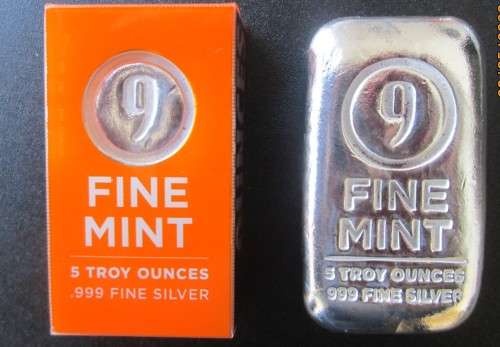 9
FINE
MINT
5 TROY OUNCES
.999 FINE SILVER
9
FINE
MINT
5 TROY OUNCES
999 FINE SILVER